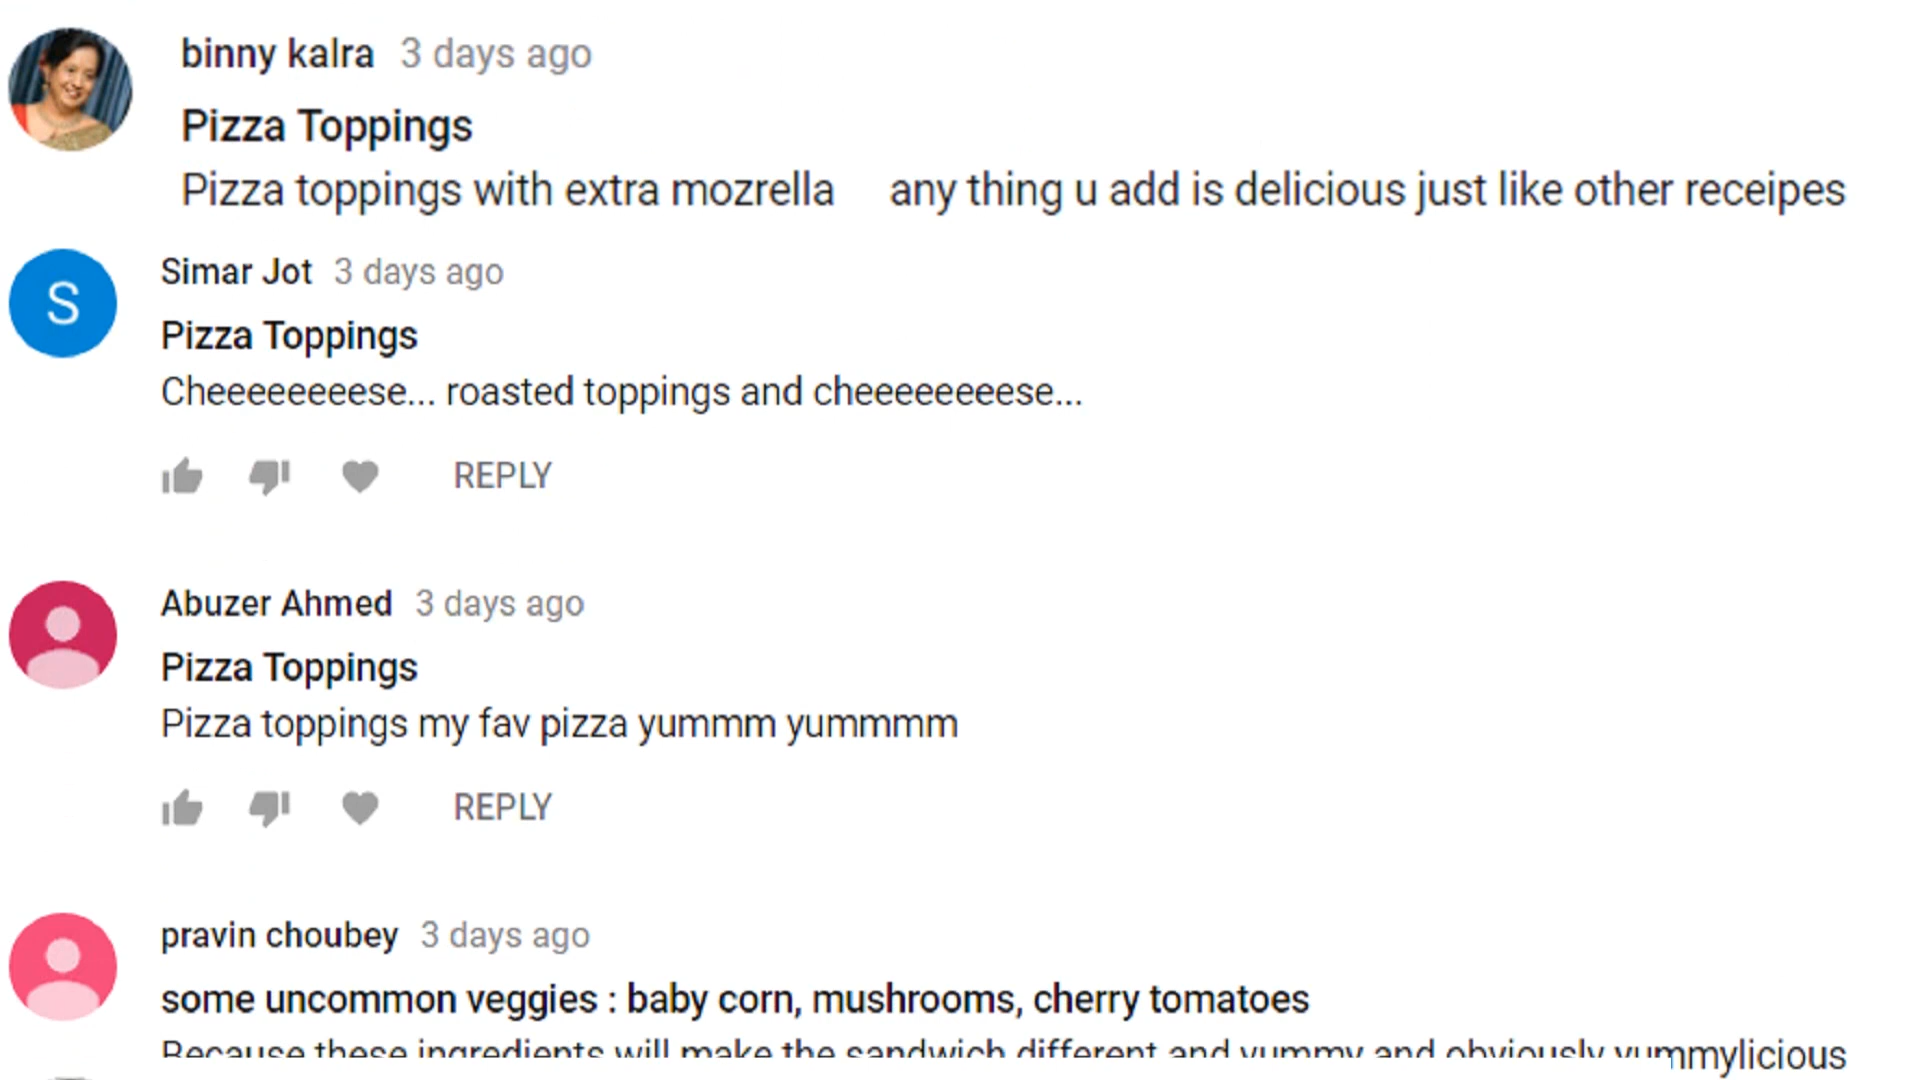 binny kalra 3 days ago
Pizza Toppings
Pizza toppings with extra mozrella any thing u add is delicious just like other receipes
S
Simar Jot 3 days ago
Pizza Toppings
Cheeeeeeeese... roasted toppings and cheeeeeeeese...
REPLY
Abuzer Ahmed 3 days ago
Pizza Toppings
Pizza toppings my fav pizza yummm yummmm
REPLY
pravin choubey 3 days ago
some uncommon veggies : baby corn, mushrooms, cherry tomatoes
Because these ingredients will make the sandwich different and yummy and obviously yummylicious